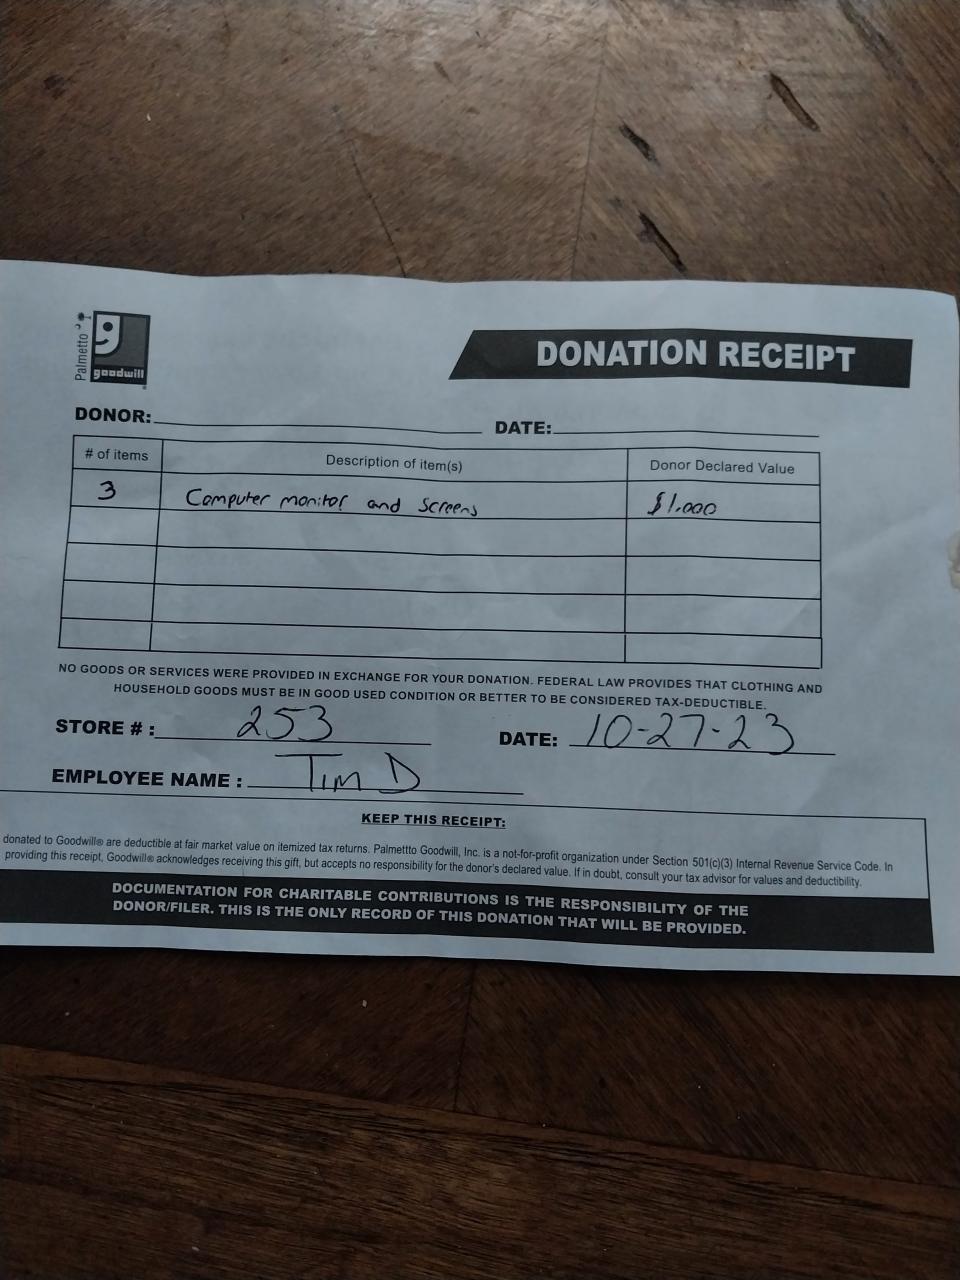 Palmetto
goodwill
DONATION RECEIPT
DONOR: DATE:
# of items Description of item(s) Donor Declared Value
3 Computer monitor and screens $1,000
NO GOODS OR SERVICES WERE PROVIDED IN EXCHANGE FOR YOUR DONATION. FEDERAL LAW PROVIDES THAT CLOTHING AND
HOUSEHOLD GOODS MUST BE IN GOOD USED CONDITION OR BETTER TO BE CONSIDERED TAX-DEDUCTIBLE.
STORE # : 253 DATE: 10-27-23
EMPLOYEE NAME : Tim D
KEEP THIS RECEIPT:
donated to Goodwill® are deductible at fair market value on itemized tax returns. Palmettto Goodwill, Inc. is a not-for-profit organization under Section 501(c)(3) Internal Revenue Service Code. In
providing this receipt, Goodwill® acknowledges receiving this gift, but accepts no responsibility for the donor's declared value. If in doubt, consult your tax advisor for values and deductibility.
DOCUMENTATION FOR CHARITABLE CONTRIBUTIONS IS THE RESPONSIBILITY OF THE
DONOR/FILER. THIS IS THE ONLY RECORD OF THIS DONATION THAT WILL BE PROVIDED.